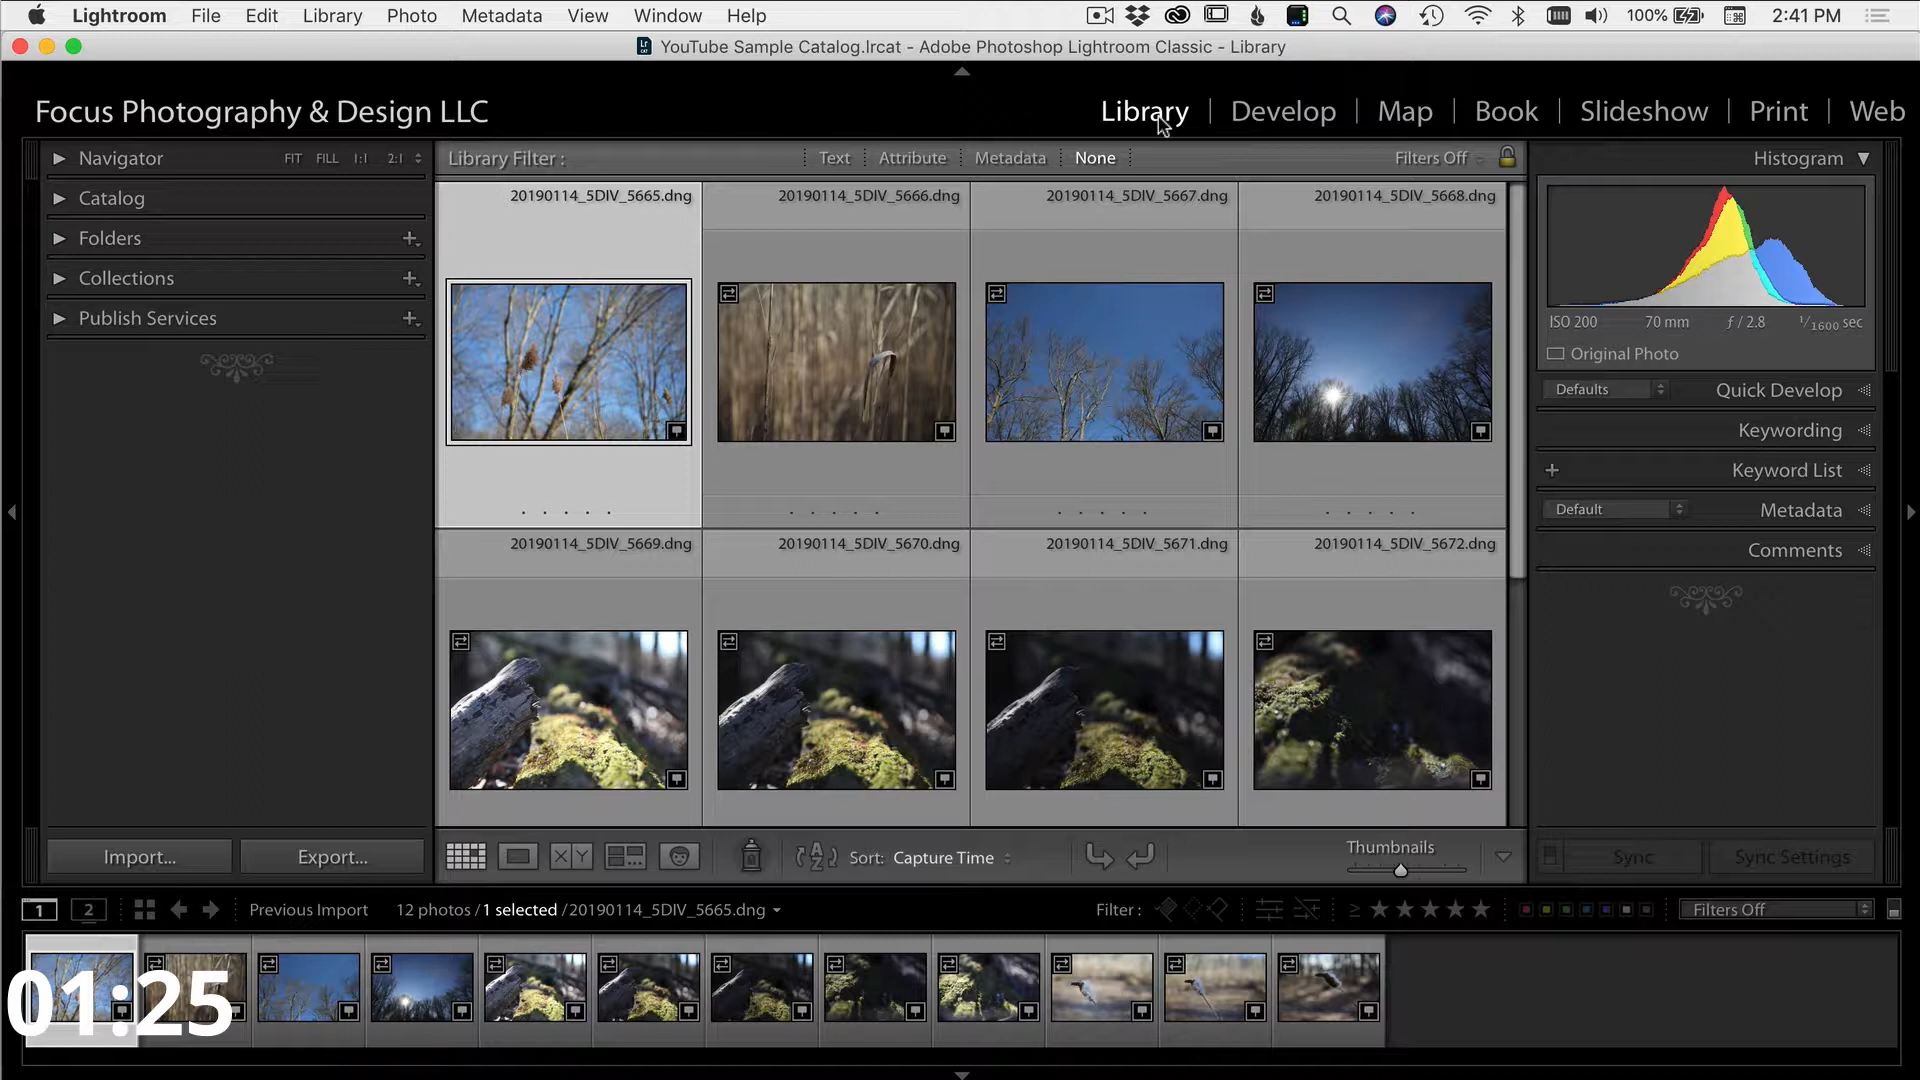 Lightroom File Edit Library Photo Metadata View Window Help 100% 2:41 PM
YouTube Sample Catalog.lrcat - Adobe Photoshop Lightroom Classic - Library
Focus Photography & Design LLC
Library | Develop | Map | Book | Slideshow | Print | Web
Navigator FIT FILL 1:1 2:1
Catalog
Folders
Collections
Publish Services
Library Filter : Text Attribute Metadata None Filters Off
20190114_5DIV_5665.dng 20190114_5DIV_5666.dng 20190114_5DIV_5667.dng 20190114_5DIV_5668.dng
20190114_5DIV_5669.dng 20190114_5DIV_5670.dng 20190114_5DIV_5671.dng 20190114_5DIV_5672.dng
Histogram
ISO 200 70 mm ƒ / 2.8 1/1600 sec
Original Photo
Defaults Quick Develop
Keywording
Keyword List
Default Metadata
Comments
Import... Export...
XY
Sort: Capture Time
Thumbnails
Sync Sync Settings
1 2 Previous Import 12 photos / 1 selected / 20190114_5DIV_5665.dng Filter : Filters Off
01:25